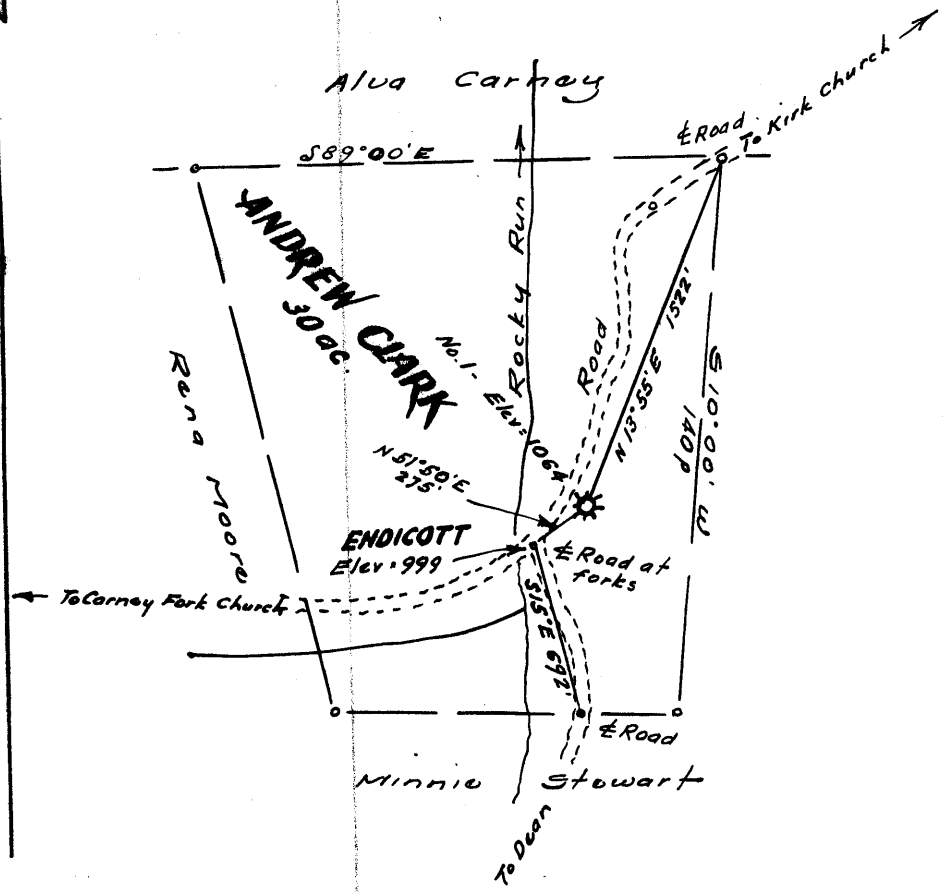 Alva Carney
℄ Road
To Kirk Church
S89°00'E
ANDREW CLARK
30 ac.
Rocky Run
Road
No. 1 - Elev = 1064
N 13°55' E 1522'
S 10°00' W
140 p
Rena Moore
N 51°50' E
275'
ENDICOTT
Elev = 999
℄ Road at
forks
To Carney Fork Church
S15°E 692'
℄ Road
Minnie Stewart
To Dean